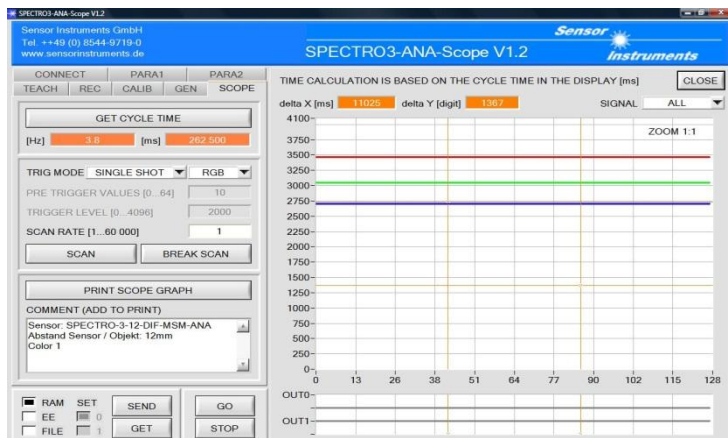 SPECTRO3-ANA-Scope V1.2
Sensor Instruments GmbH
Tel. ++49 (0) 8544-9719-0
www.sensorinstruments.de
SPECTRO3-ANA-Scope V1.2
Sensor
Instruments
CONNECT PARA1 PARA2
TEACH REC CALIB GEN SCOPE
TIME CALCULATION IS BASED ON THE CYCLE TIME IN THE DISPLAY [ms]
CLOSE
GET CYCLE TIME
[Hz] 3.8 [ms] 262.500
delta X [ms] 11025 delta Y [digit] 1367 SIGNAL ALL
ZOOM 1:1
TRIG MODE SINGLE SHOT RGB
PRE TRIGGER VALUES [0...64] 10
TRIGGER LEVEL [0...4096] 2000
SCAN RATE [1...60 000] 1
SCAN BREAK SCAN
PRINT SCOPE GRAPH
COMMENT (ADD TO PRINT)
Sensor: SPECTRO-3-12-DIF-MSM-ANA
Abstand Sensor / Objekt: 12mm
Color 1
RAM SET SEND GO
EE 0
FILE 1 GET STOP
4100
3750
3500
3250
3000
2750
2500
2250
2000
1750
1500
1250
1000
750
500
250
0
0 13 26 38 51 64 77 90 102 115 128
OUT0
OUT1